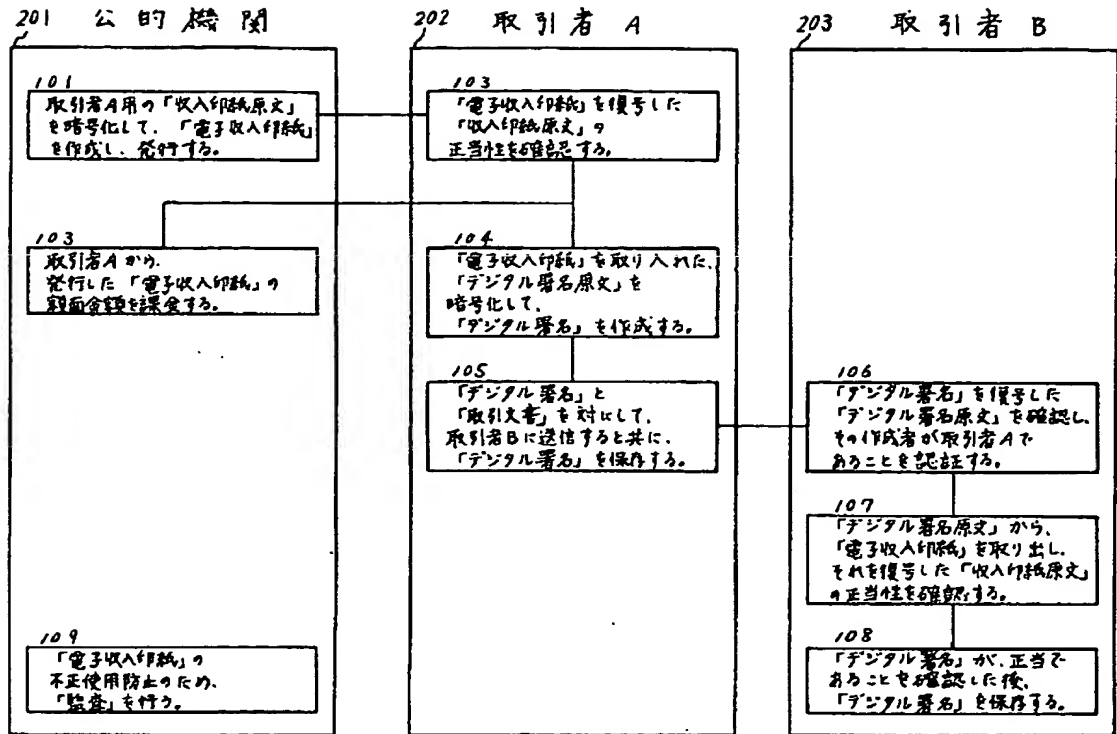 201 公的機関
101
取引者A用の「収入印紙原文」
を暗号化して、「電子収入印紙」
を作成し、発行する。
103
取引者Aから、
発行した「電子収入印紙」の
額面金額を課金する。
109
「電子収入印紙」の
不正使用防止のため、
「監査」を行う。
202 取引者 A
103
「電子収入印紙」を復号した
「収入印紙原文」の
正当性を確認する。
104
「電子収入印紙」を取り入れた、
「デジタル署名原文」を
暗号化して、
「デジタル署名」を作成する。
105
「デジタル署名」と
「取引文書」を対にして、
取引者Bに送信すると共に、
「デジタル署名」を保存する。
203 取引者 B
106
「デジタル署名」を復号した
「デジタル署名原文」を確認し、
その作成者が取引者Aで
あることを認証する。
107
「デジタル署名原文」から、
「電子収入印紙」を取り出し、
それを復号した「収入印紙原文」
の正当性を確認する。
108
「デジタル署名」が、正当で
あることを確認した後、
「デジタル署名」を保存する。